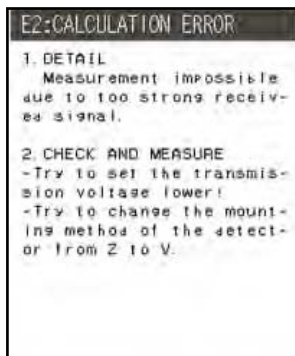 E2:CALCULATION ERROR
1. DETAIL
Measurement impossible
due to too strong receiv-
ed signal.
2. CHECK AND MEASURE
-Try to set the transmis-
sion voltage lower!
-Try to change the mount-
ing method of the detect-
or from Z to V.